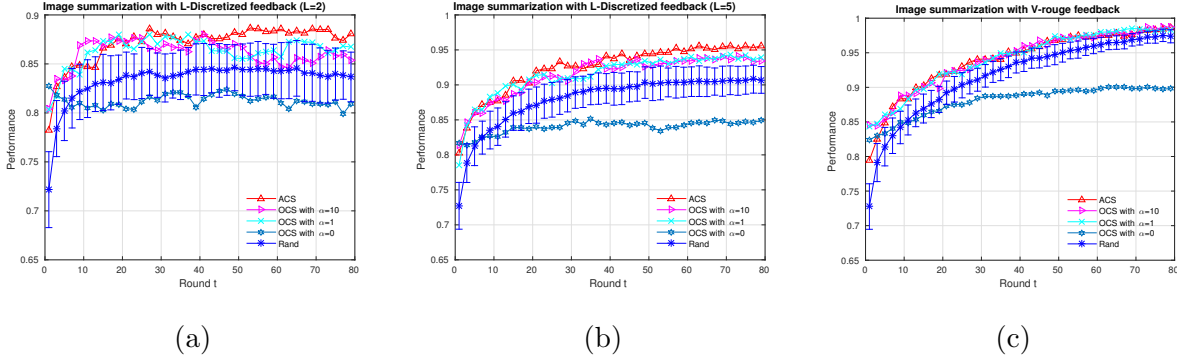 Image summarization with L-Discretized feedback (L=2)
0.9
0.85
0.8
0.75
0.7
0.65
Performance
0 10 20 30 40 50 60 70 80
Round t
ACS
OCS with α=10
OCS with α=1
OCS with α=0
Rand
(a)
Image summarization with L-Discretized feedback (L=5)
1
0.95
0.9
0.85
0.8
0.75
0.7
0.65
Performance
0 10 20 30 40 50 60 70 80
Round t
ACS
OCS with α=10
OCS with α=1
OCS with α=0
Rand
(b)
Image summarization with V-rouge feedback
1
0.95
0.9
0.85
0.8
0.75
0.7
0.65
Performance
0 10 20 30 40 50 60 70 80
Round t
ACS
OCS with α=10
OCS with α=1
OCS with α=0
Rand
(c)